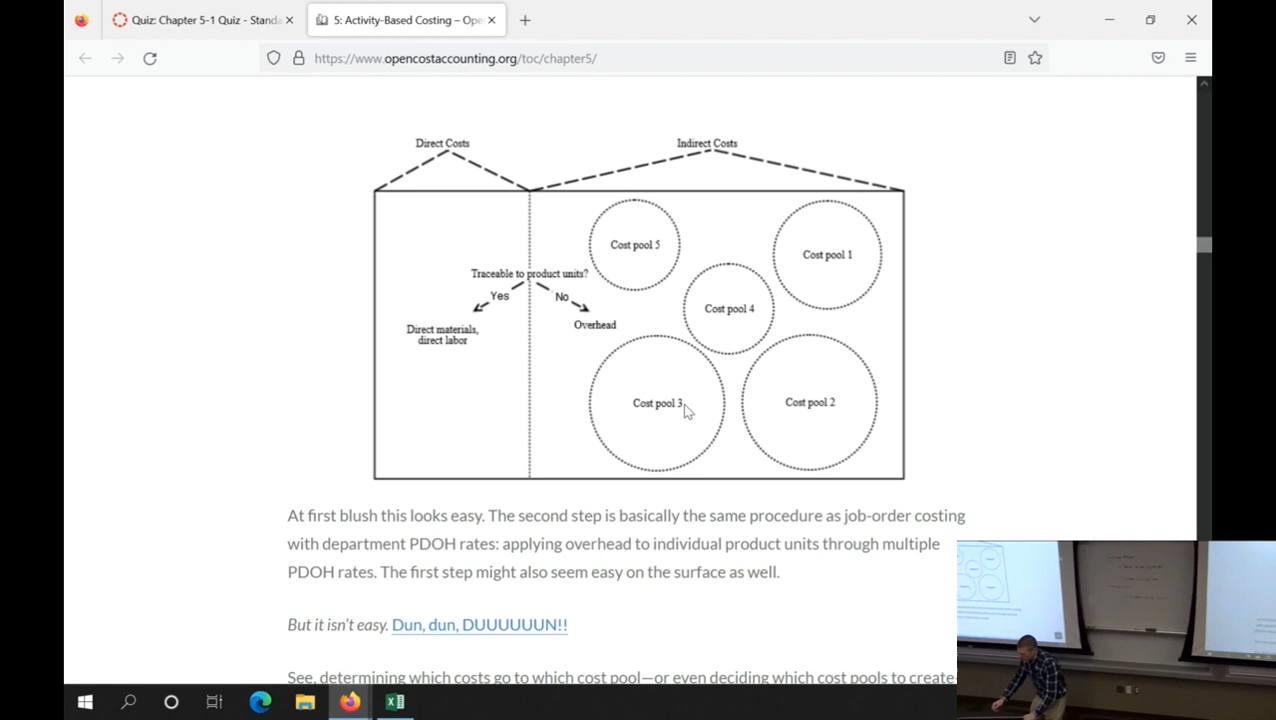 Quiz: Chapter 5-1 Quiz - Standa
5: Activity-Based Costing – Ope
https://www.opencostaccounting.org/toc/chapter5/
Direct Costs
Indirect Costs
Cost pool 5
Cost pool 1
Traceable to product units?
Yes
No
Cost pool 4
Direct materials,
direct labor
Overhead
Cost pool 3
Cost pool 2
At first blush this looks easy. The second step is basically the same procedure as job-order costing
with department PDOH rates: applying overhead to individual product units through multiple
PDOH rates. The first step might also seem easy on the surface as well.
But it isn't easy. Dun, dun, DUUUUUUN!!
See, determining which costs go to which cost pool—or even deciding which cost pools to create